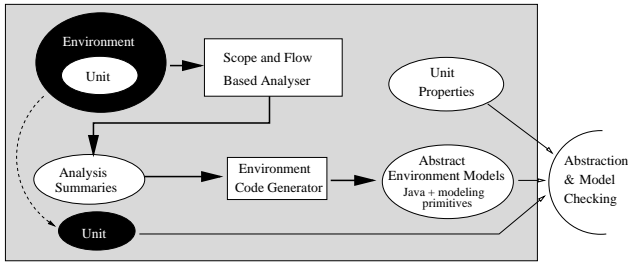 Environment
Unit
Scope and Flow
Based Analyser
Unit
Properties
Analysis
Summaries
Environment
Code Generator
Abstract
Environment Models
Java + modeling
primitives
Abstraction
& Model
Checking
Unit